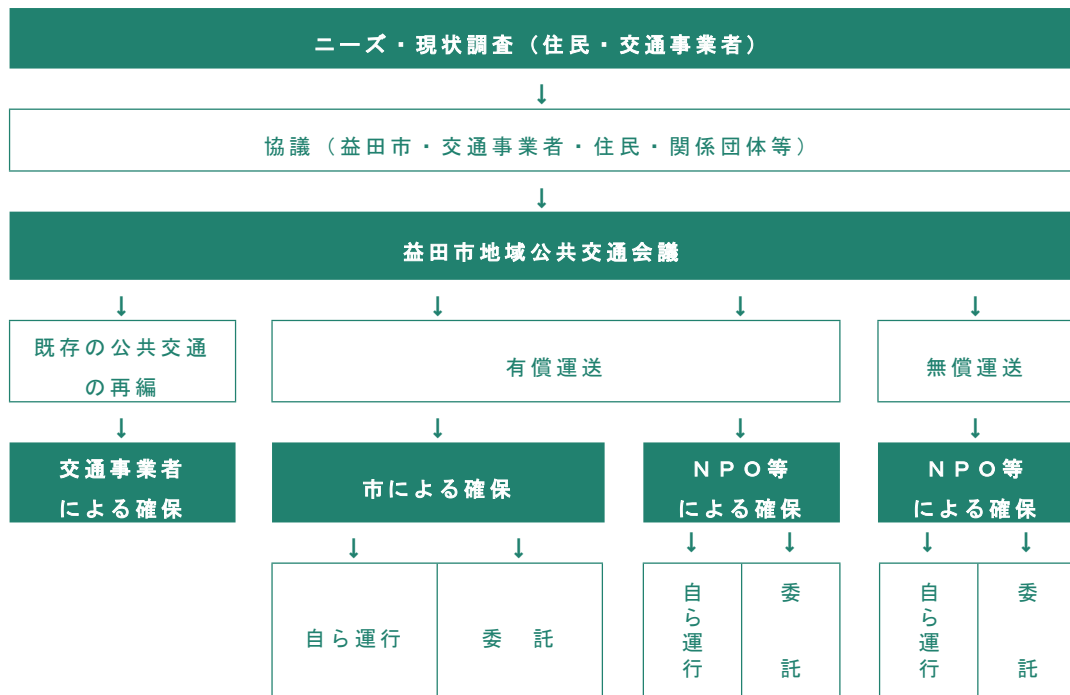 ニーズ・現状調査（住民・交通事業者）
↓
協議（益田市・交通事業者・住民・関係団体等）
↓
益田市地域公共交通会議
↓ ↓ ↓ ↓
既存の公共交通
の再編
有償運送
無償運送
↓ ↓ ↓ ↓
交通事業者
による確保
市による確保
ＮＰＯ等
による確保
ＮＰＯ等
による確保
↓ ↓ ↓ ↓ ↓ ↓
自ら運行
委　託
自ら運行
委　託
自ら運行
委　託